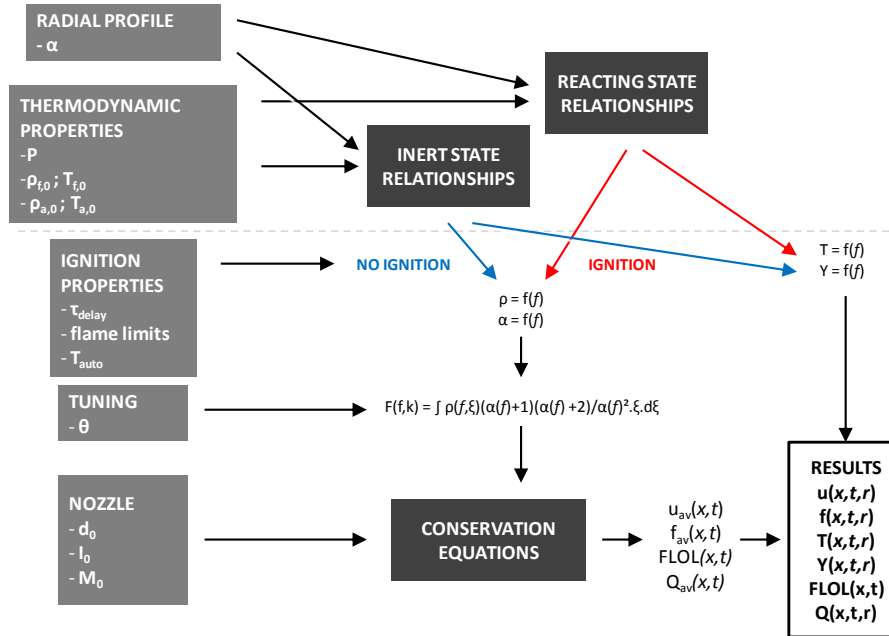 RADIAL PROFILE
- α
THERMODYNAMIC
PROPERTIES
-P
-ρf,0 ; Tf,0
- ρa,0 ; Ta,0
REACTING STATE
RELATIONSHIPS
INERT STATE
RELATIONSHIPS
IGNITION
PROPERTIES
- τdelay
- flame limits
- Tauto
NO IGNITION
IGNITION
T = f(f)
Y = f(f)
ρ = f(f)
α = f(f)
TUNING
- θ
F(f,k) = ∫ ρ(f,ξ)(α(f)+1)(α(f) +2)/α(f)².ξ.dξ
NOZZLE
- d0
- I0
- M0
CONSERVATION
EQUATIONS
uav(x,t)
fav(x,t)
FLOL(x,t)
Qav(x,t)
RESULTS
u(x,t,r)
f(x,t,r)
T(x,t,r)
Y(x,t,r)
FLOL(x,t)
Q(x,t,r)